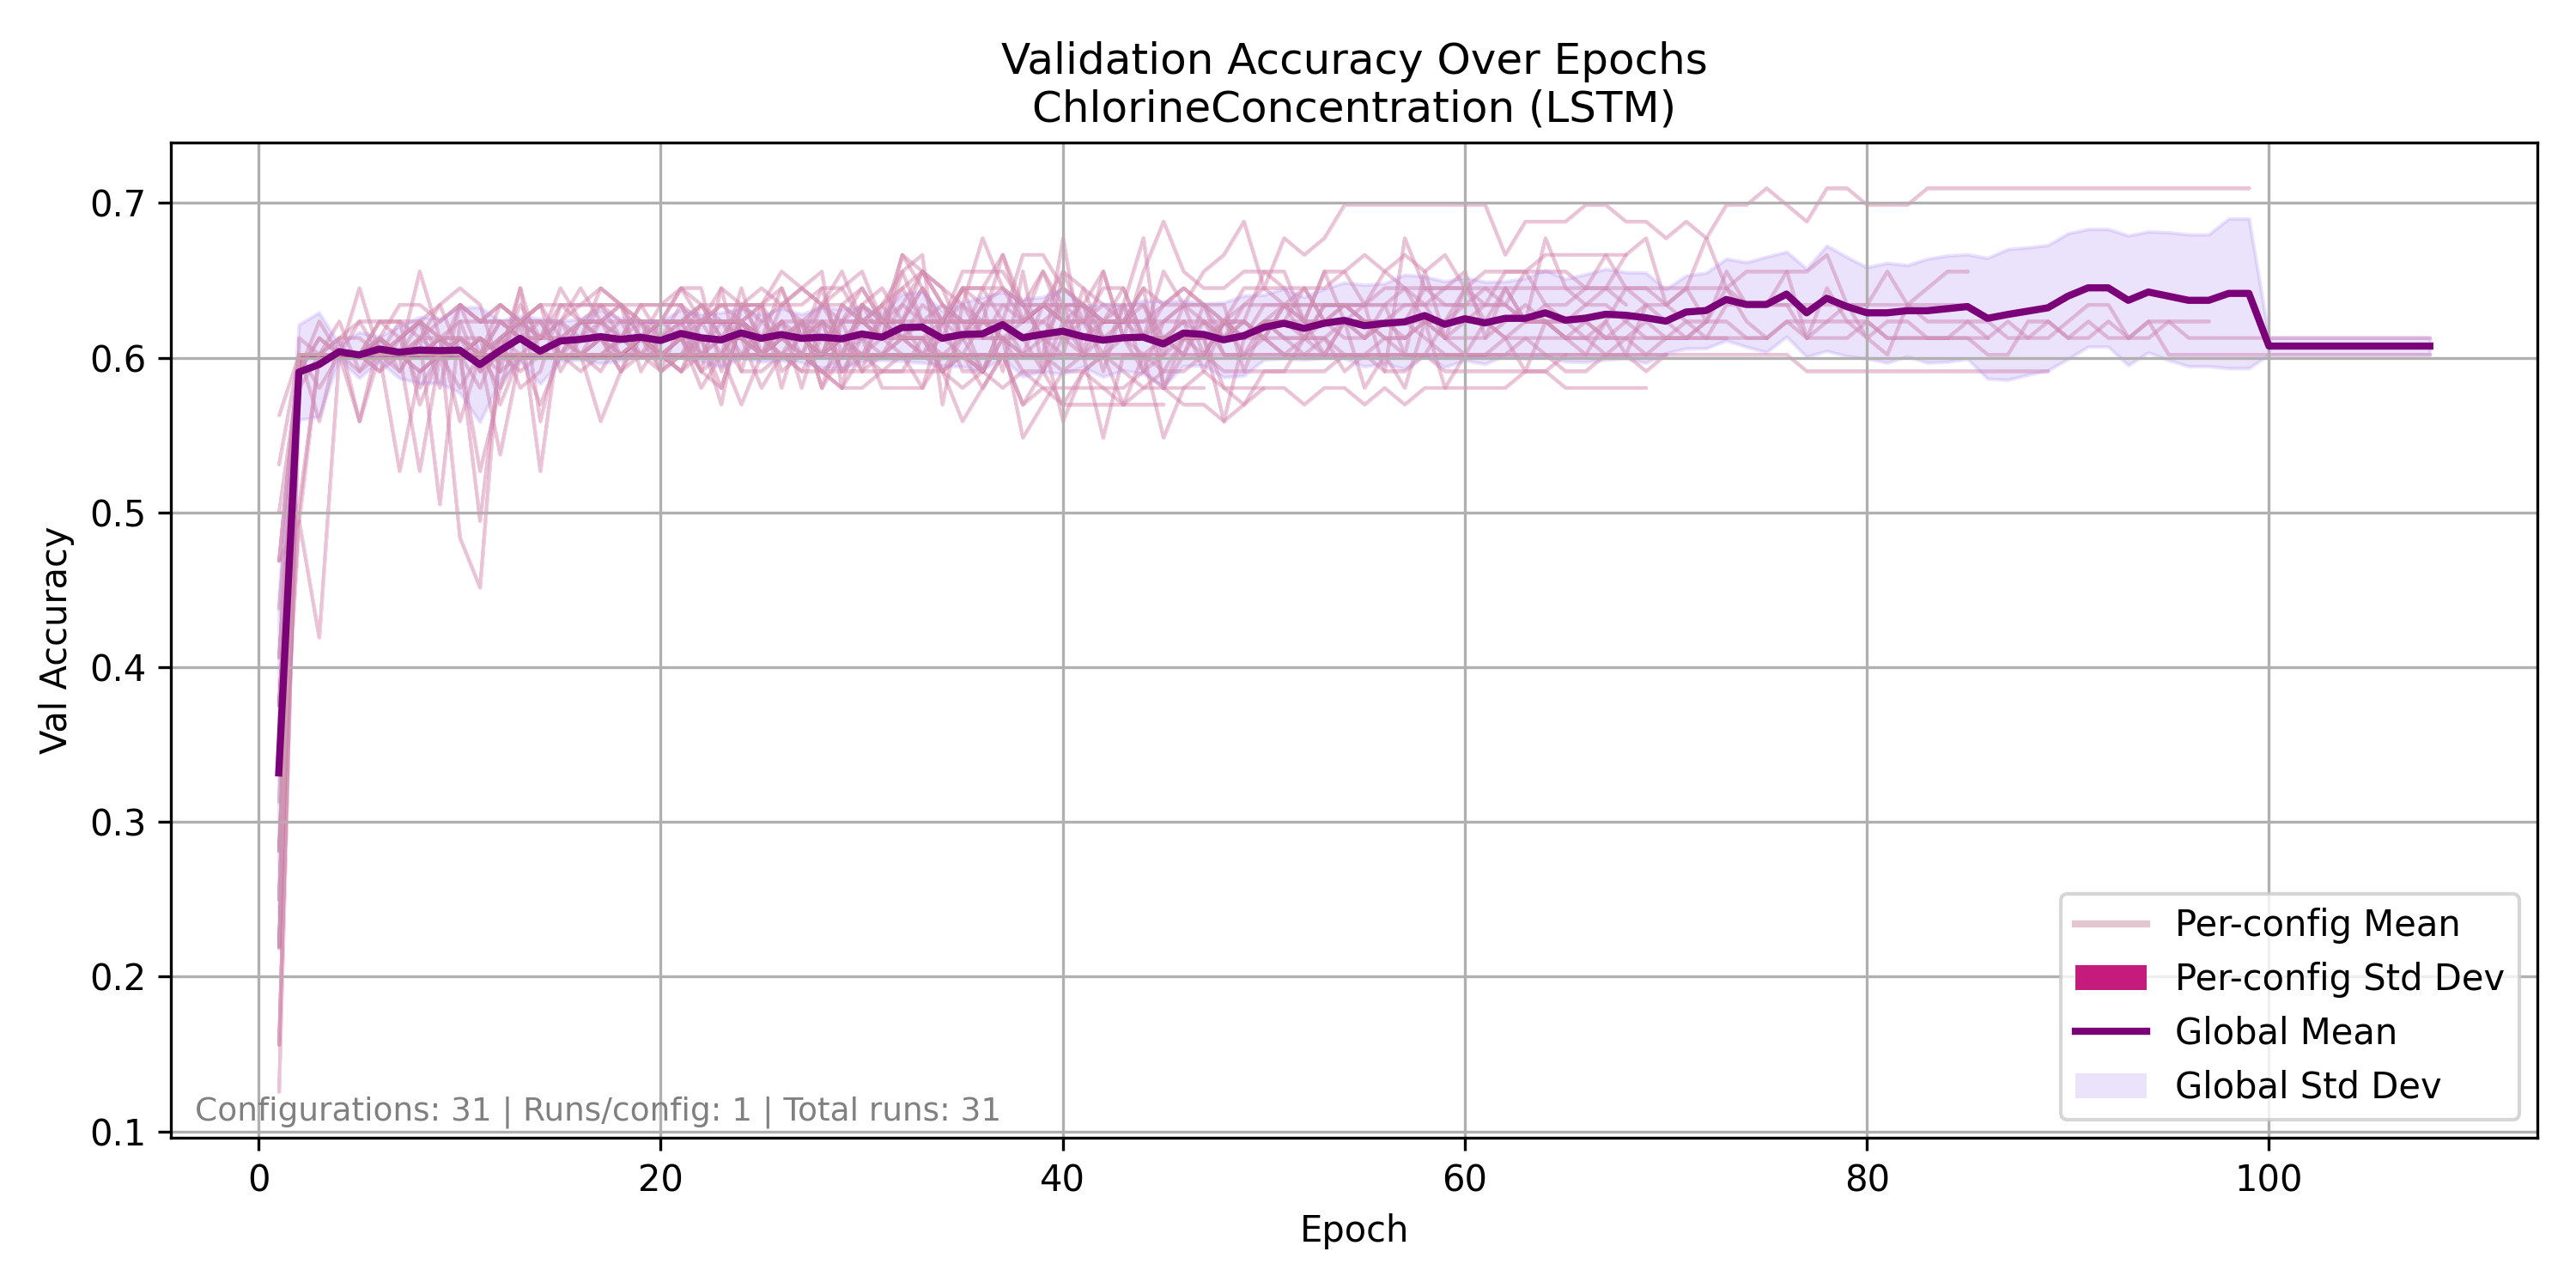 Validation Accuracy Over Epochs
ChlorineConcentration (LSTM)
Val Accuracy
0.7
0.6
0.5
0.4
0.3
0.2
0.1
Configurations: 31 | Runs/config: 1 | Total runs: 31
Per-config Mean
Per-config Std Dev
Global Mean
Global Std Dev
0 20 40 60 80 100
Epoch